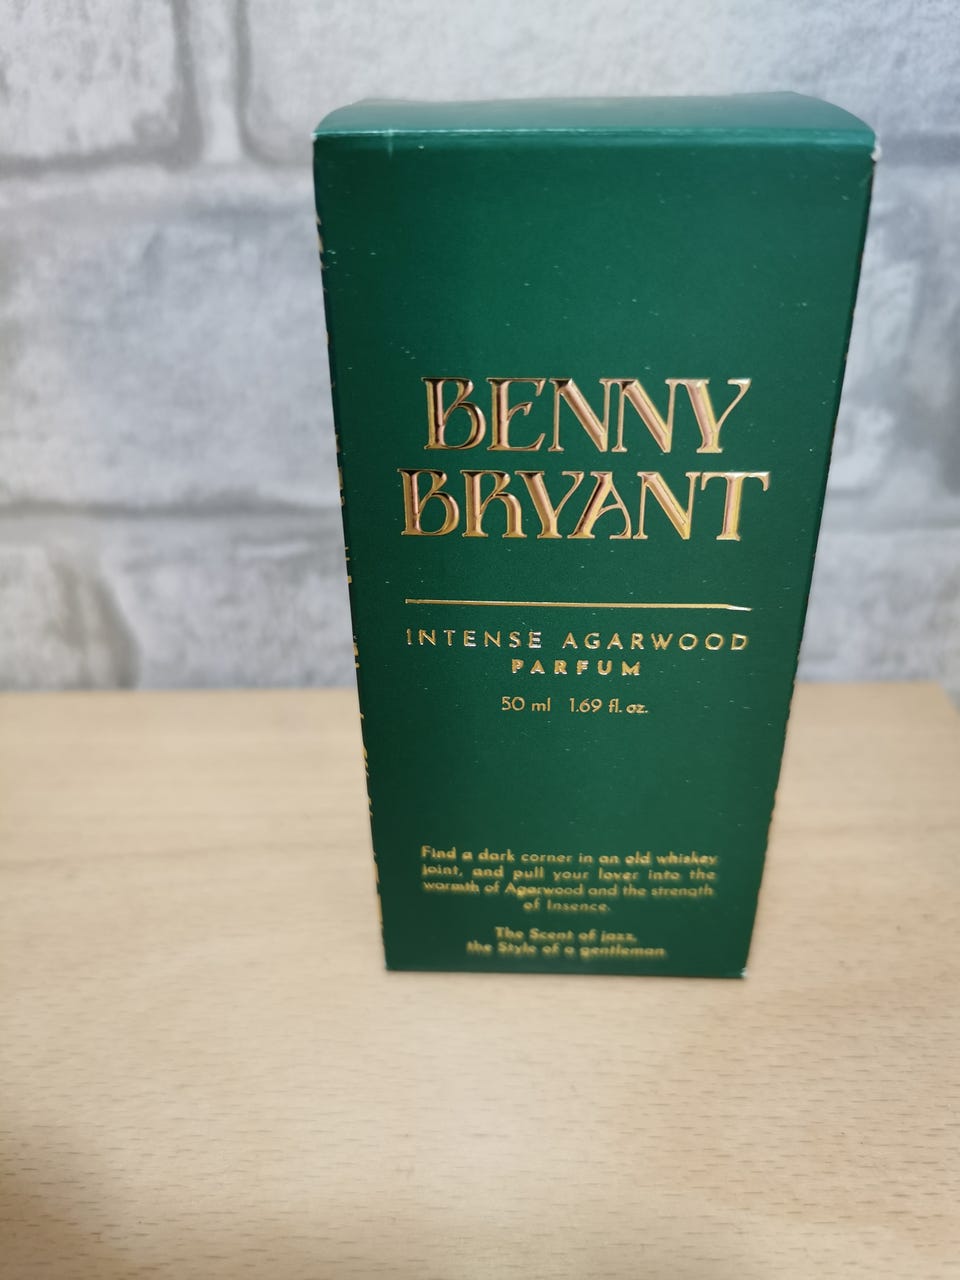 BENNY
BRYANT
INTENSE AGARWOOD
PARFUM
50 ml 1.69 fl. oz.
Find a dark corner in an old whiskey
joint, and pull your lover into the
warmth of Agarwood and the strength
of Insence.
The Scent of jazz,
the Style of a gentleman